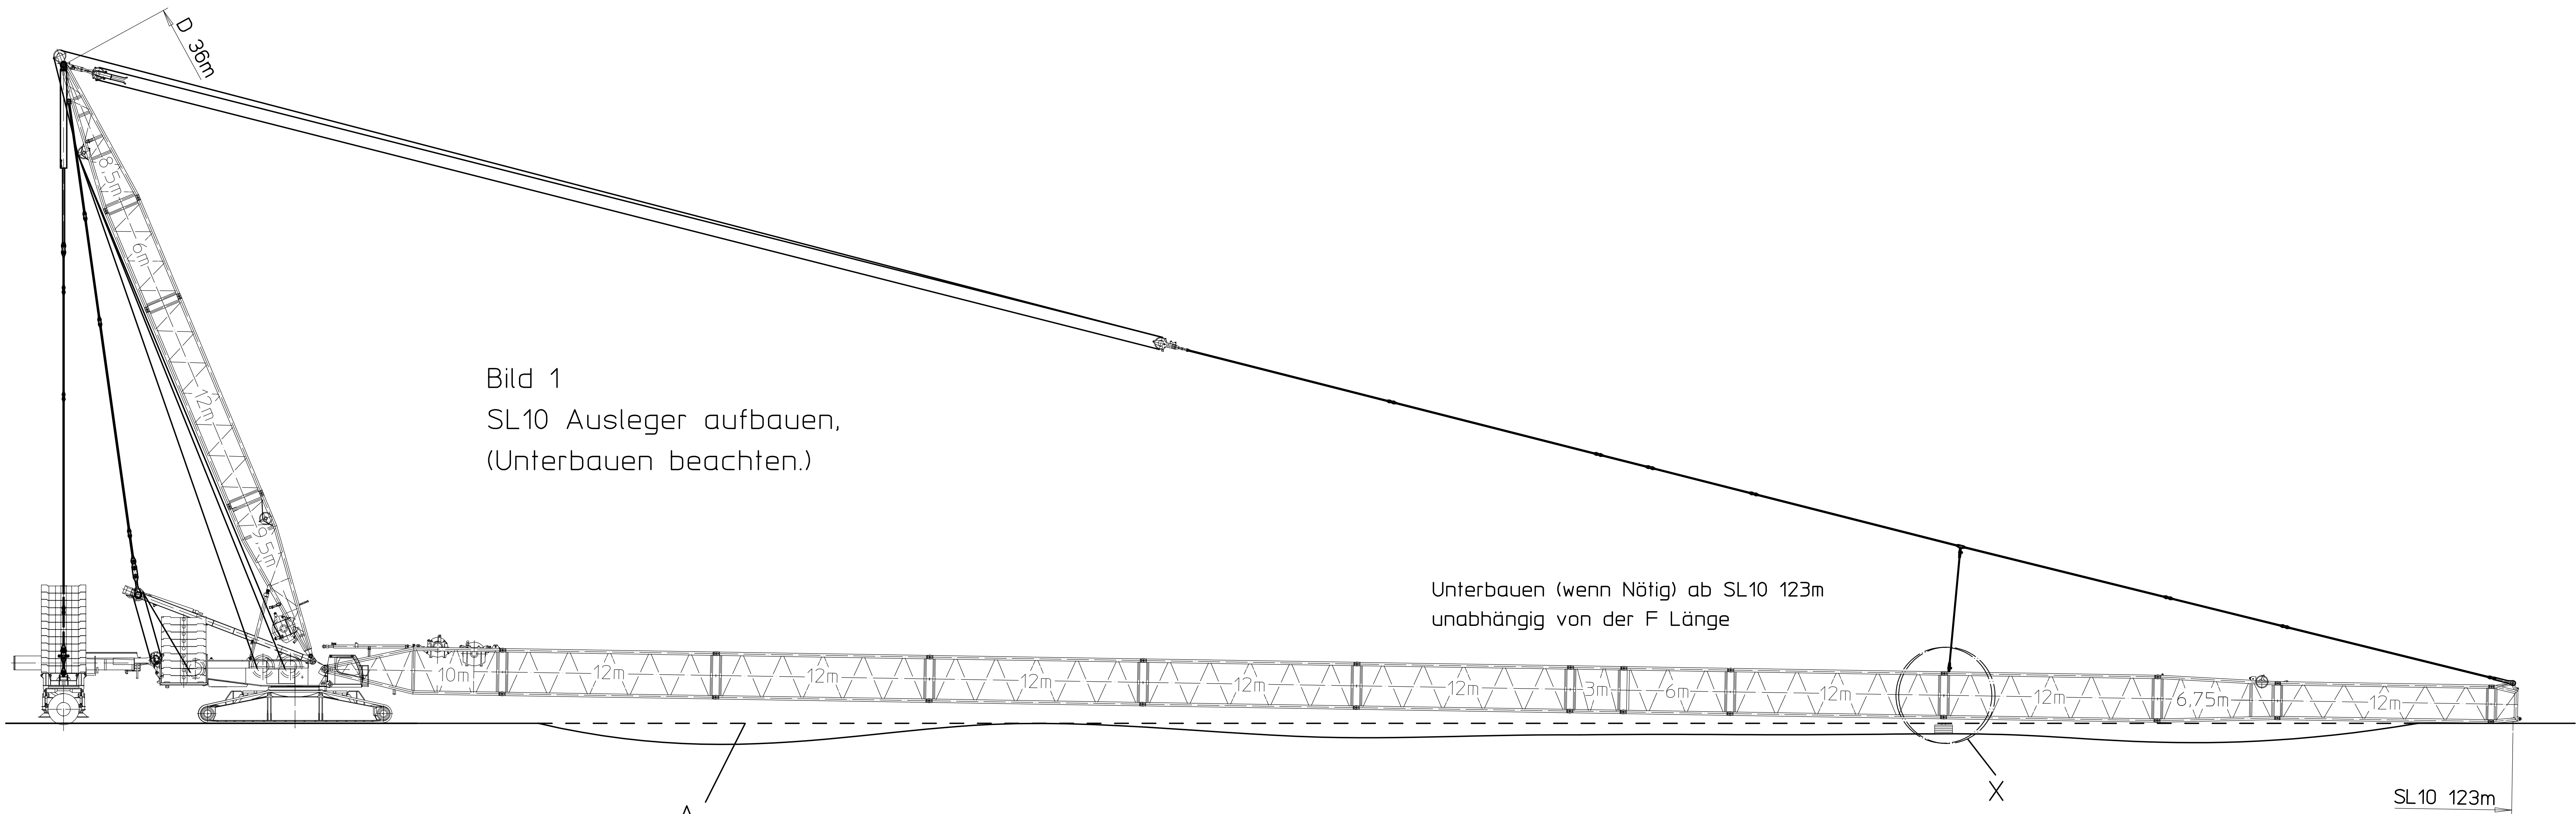 D 36m
8,5m
6m
12m
9,5m
Bild 1
SL10 Ausleger aufbauen,
(Unterbauen beachten.)
Unterbauen (wenn Nötig) ab SL10 123m
unabhängig von der F Länge
10m
12m
12m
12m
12m
12m
3m
6m
12m
12m
6,75m
12m
X
SL10 123m